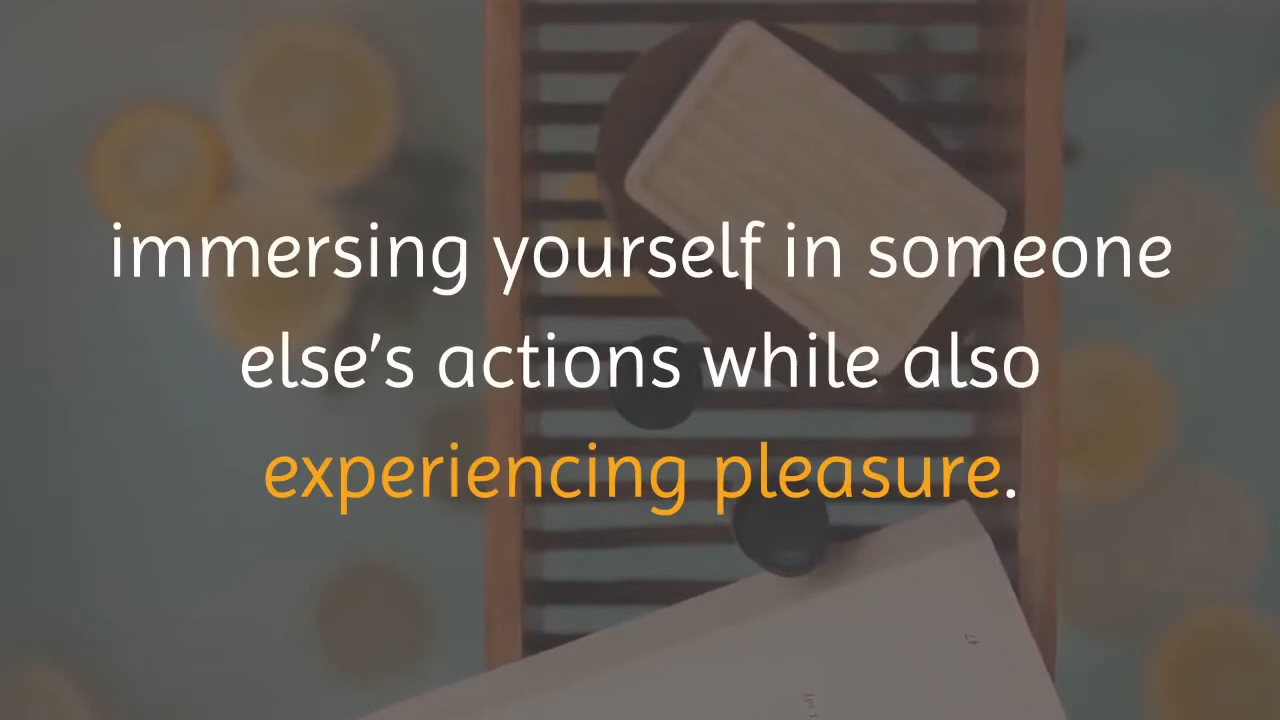 immersing yourself in someone
else's actions while also
experiencing pleasure.